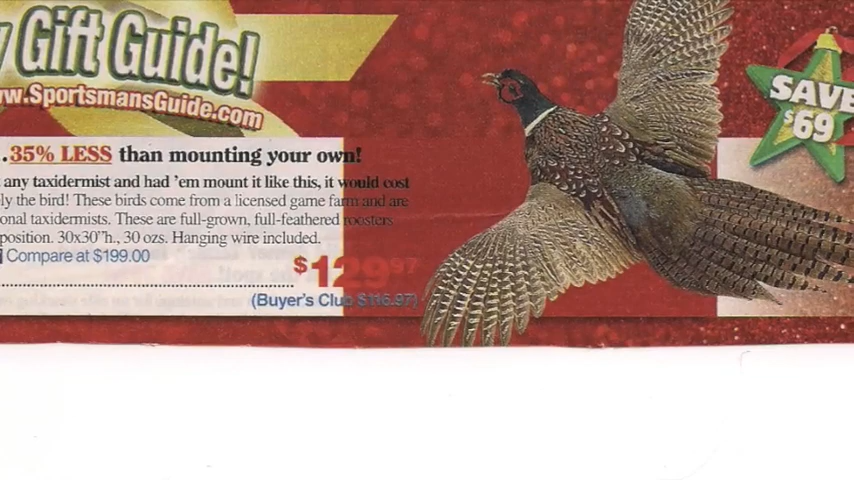 Gift Guide!
ww.SportsmansGuide.com
SAVE
$69
..35% LESS than mounting your own!
any taxidermist and had 'em mount it like this, it would cost
ly the bird! These birds come from a licensed game farm and are
onal taxidermists. These are full-grown, full-feathered roosters
position. 30x30"h., 30 ozs. Hanging wire included.
Compare at $199.00
$129.97
(Buyer's Club $116.97)